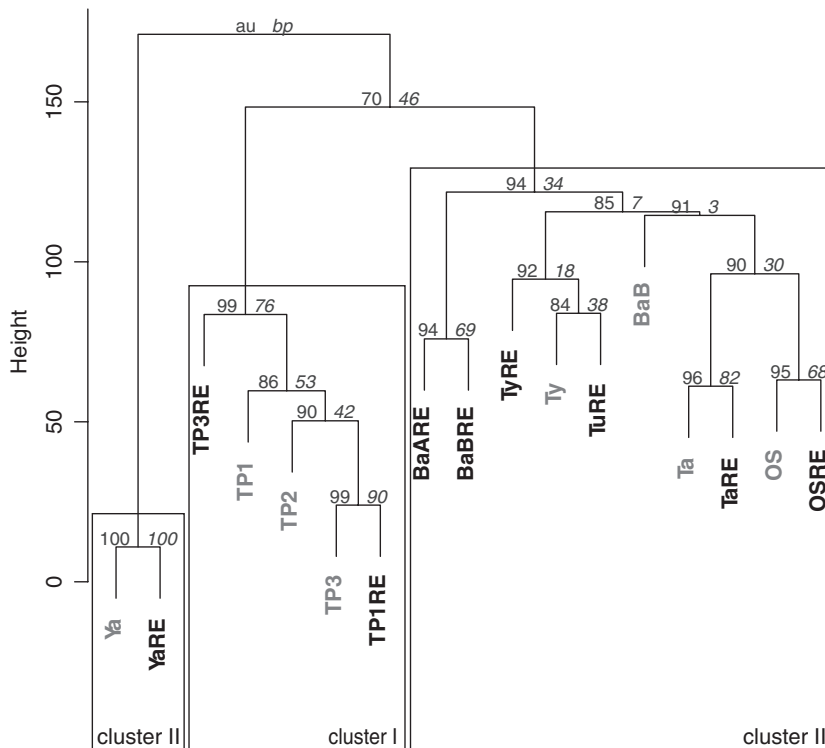 au bp
150
70 46
94 34
85 7
91 3
100
90 30
92 18
99 76
84 38
BaB
94 69
TyRE
Ty
TuRE
Height
TP3RE
86 53
96 82
95 68
50
90 42
BaARE
BaBRE
TP1
TP2
Ta
TaRE
OS
OSRE
99 90
100 100
0
TP3
TP1RE
Ya
YaRE
cluster II
cluster I
cluster II